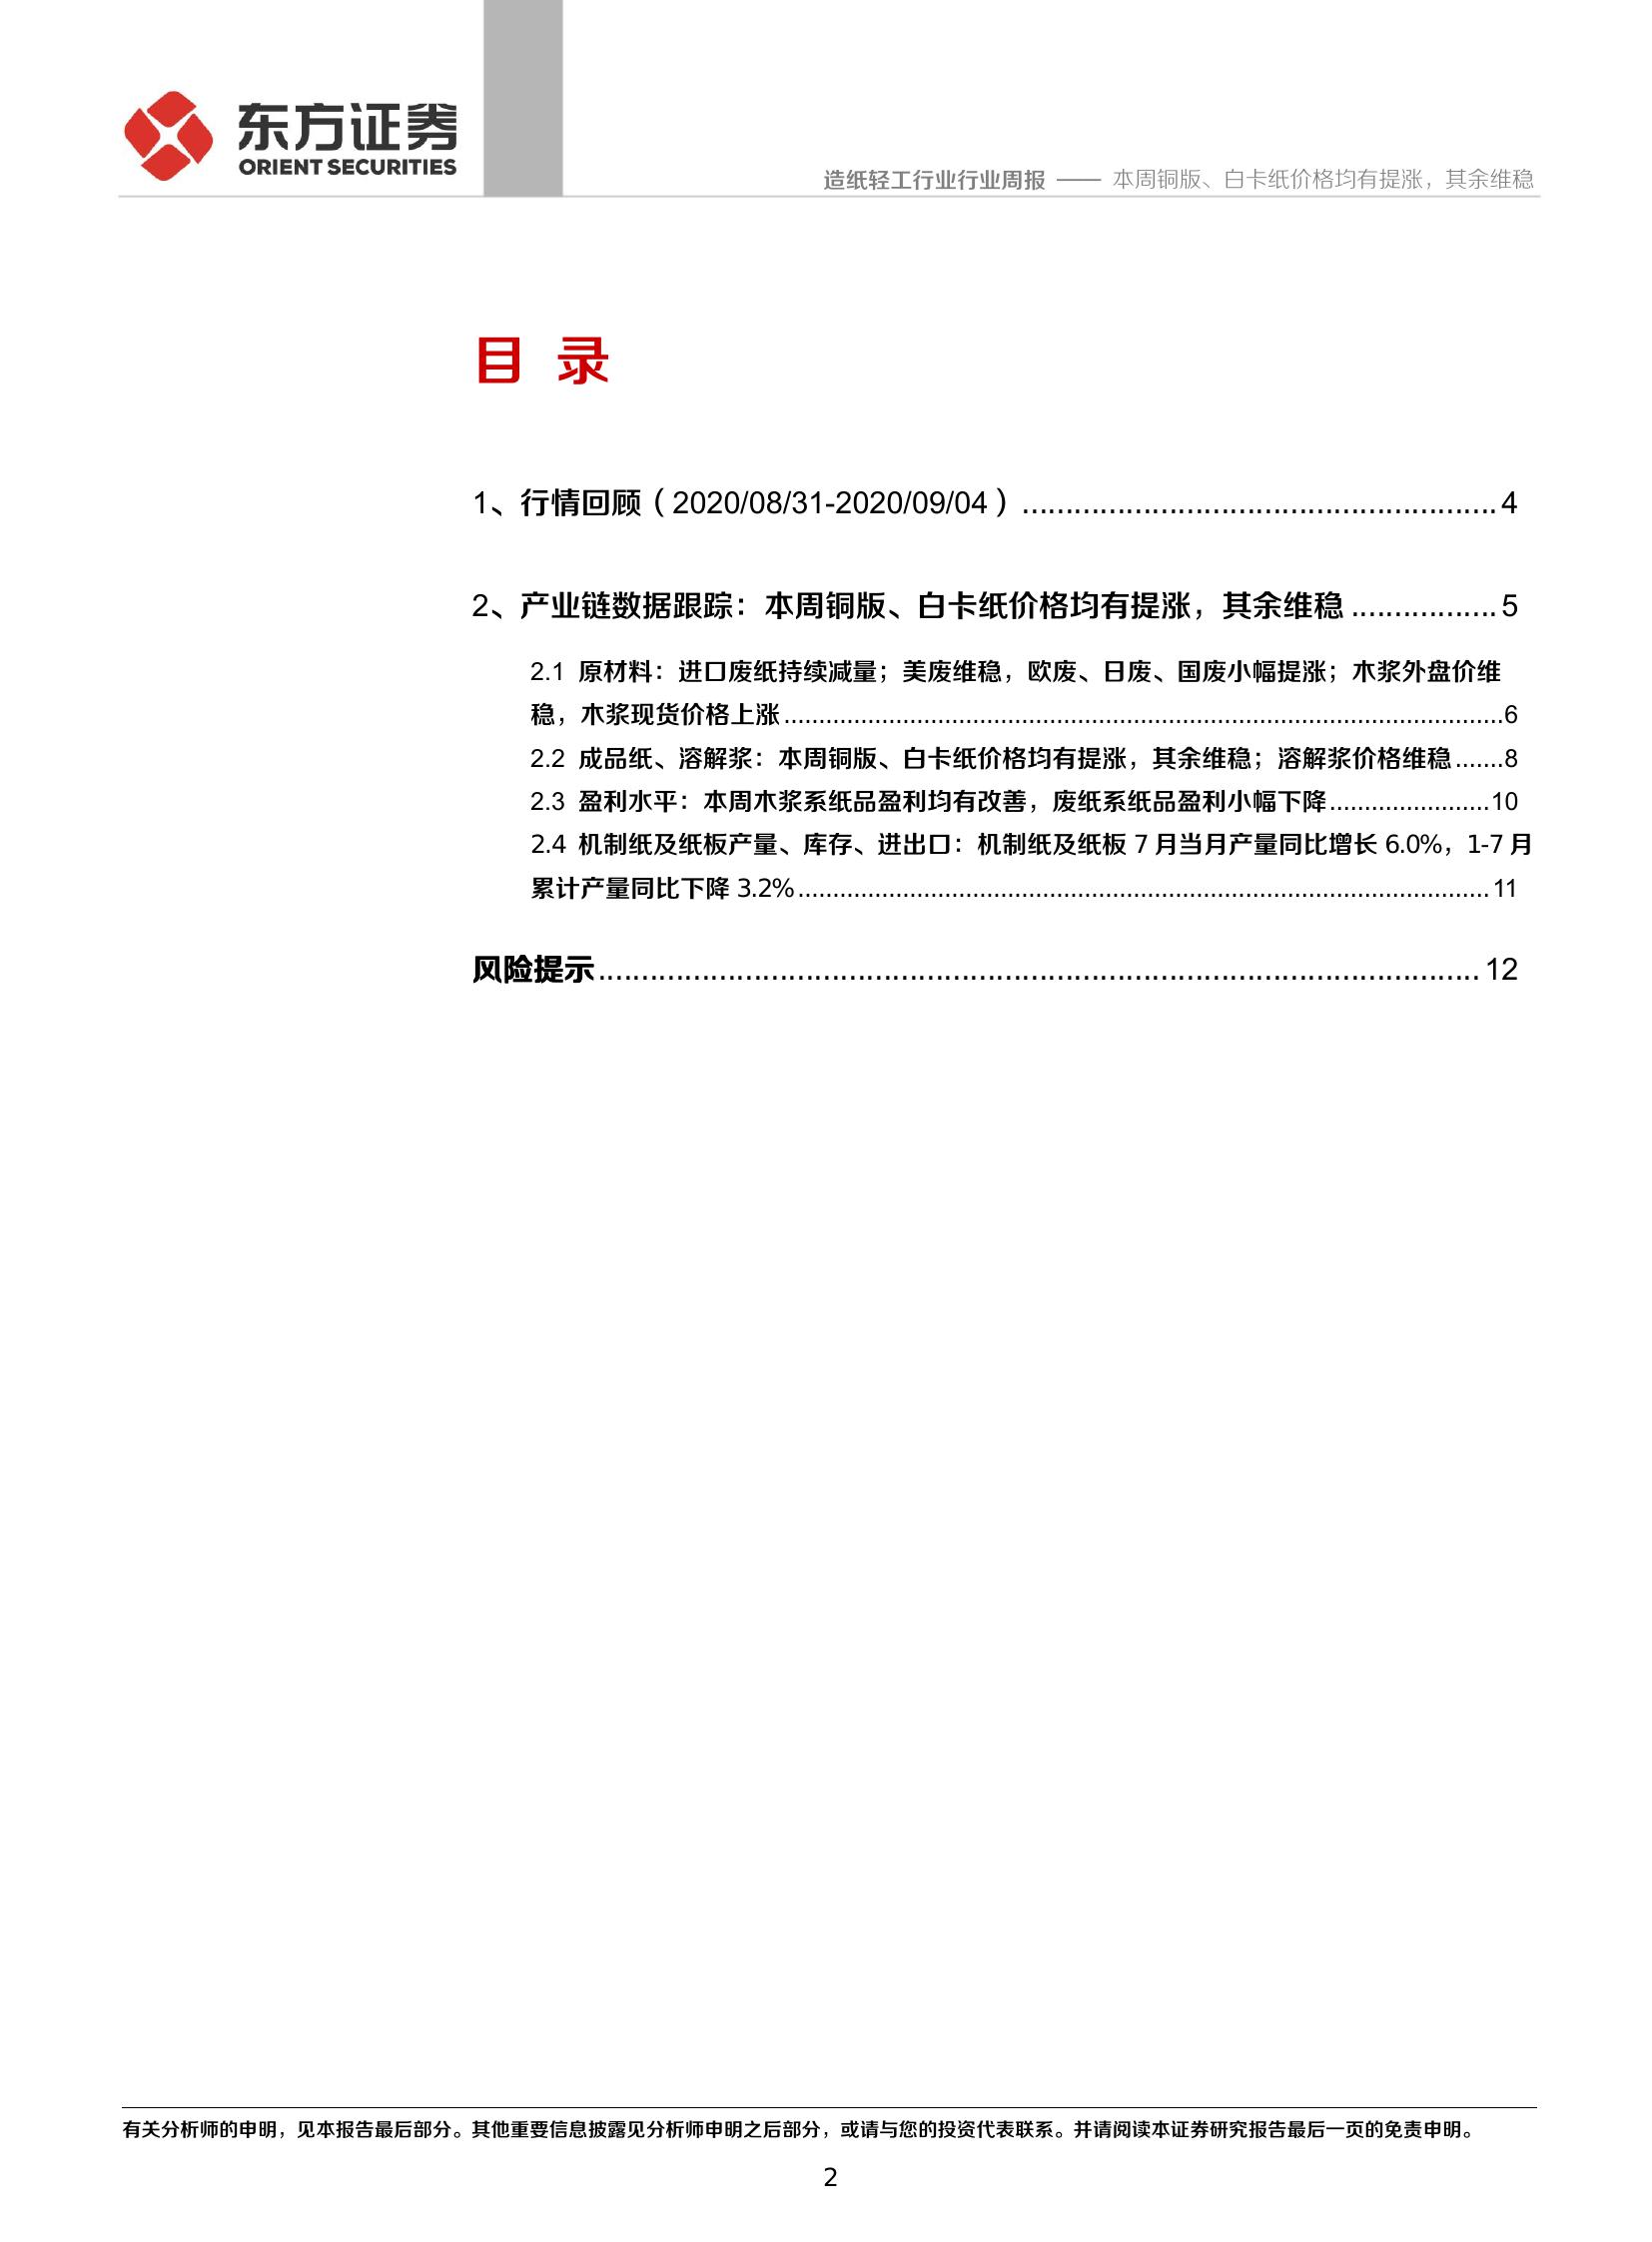 东方证券
ORIENT SECURITIES
造纸轻工行业行业周报 —— 本周铜版、白卡纸价格均有提涨，其余维稳
目 录
1、行情回顾（2020/08/31-2020/09/04）....................................................... 4
2、产业链数据跟踪：本周铜版、白卡纸价格均有提涨，其余维稳 ................. 5
2.1 原材料：进口废纸持续减量；美废维稳，欧废、日废、国废小幅提涨；木浆外盘价维
稳，木浆现货价格上涨.......................................................................................................6
2.2 成品纸、溶解浆：本周铜版、白卡纸价格均有提涨，其余维稳；溶解浆价格维稳.......8
2.3 盈利水平：本周木浆系纸品盈利均有改善，废纸系纸品盈利小幅下降.......................10
2.4 机制纸及纸板产量、库存、进出口：机制纸及纸板 7 月当月产量同比增长 6.0%，1-7 月
累计产量同比下降 3.2%...................................................................................................11
风险提示...................................................................................................... 12
有关分析师的申明，见本报告最后部分。其他重要信息披露见分析师申明之后部分，或请与您的投资代表联系。并请阅读本证券研究报告最后一页的免责申明。
2